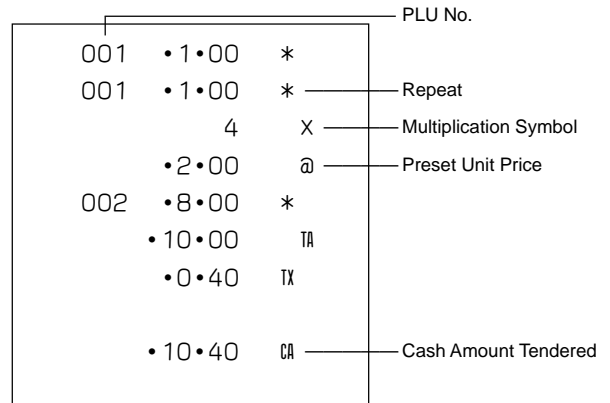 PLU No.
001 •1•00 *
001 •1•00 * Repeat
4 X Multiplication Symbol
•2•00 @ Preset Unit Price
002 •8•00 *
•10•00 TA
•0•40 TX
•10•40 CA Cash Amount Tendered